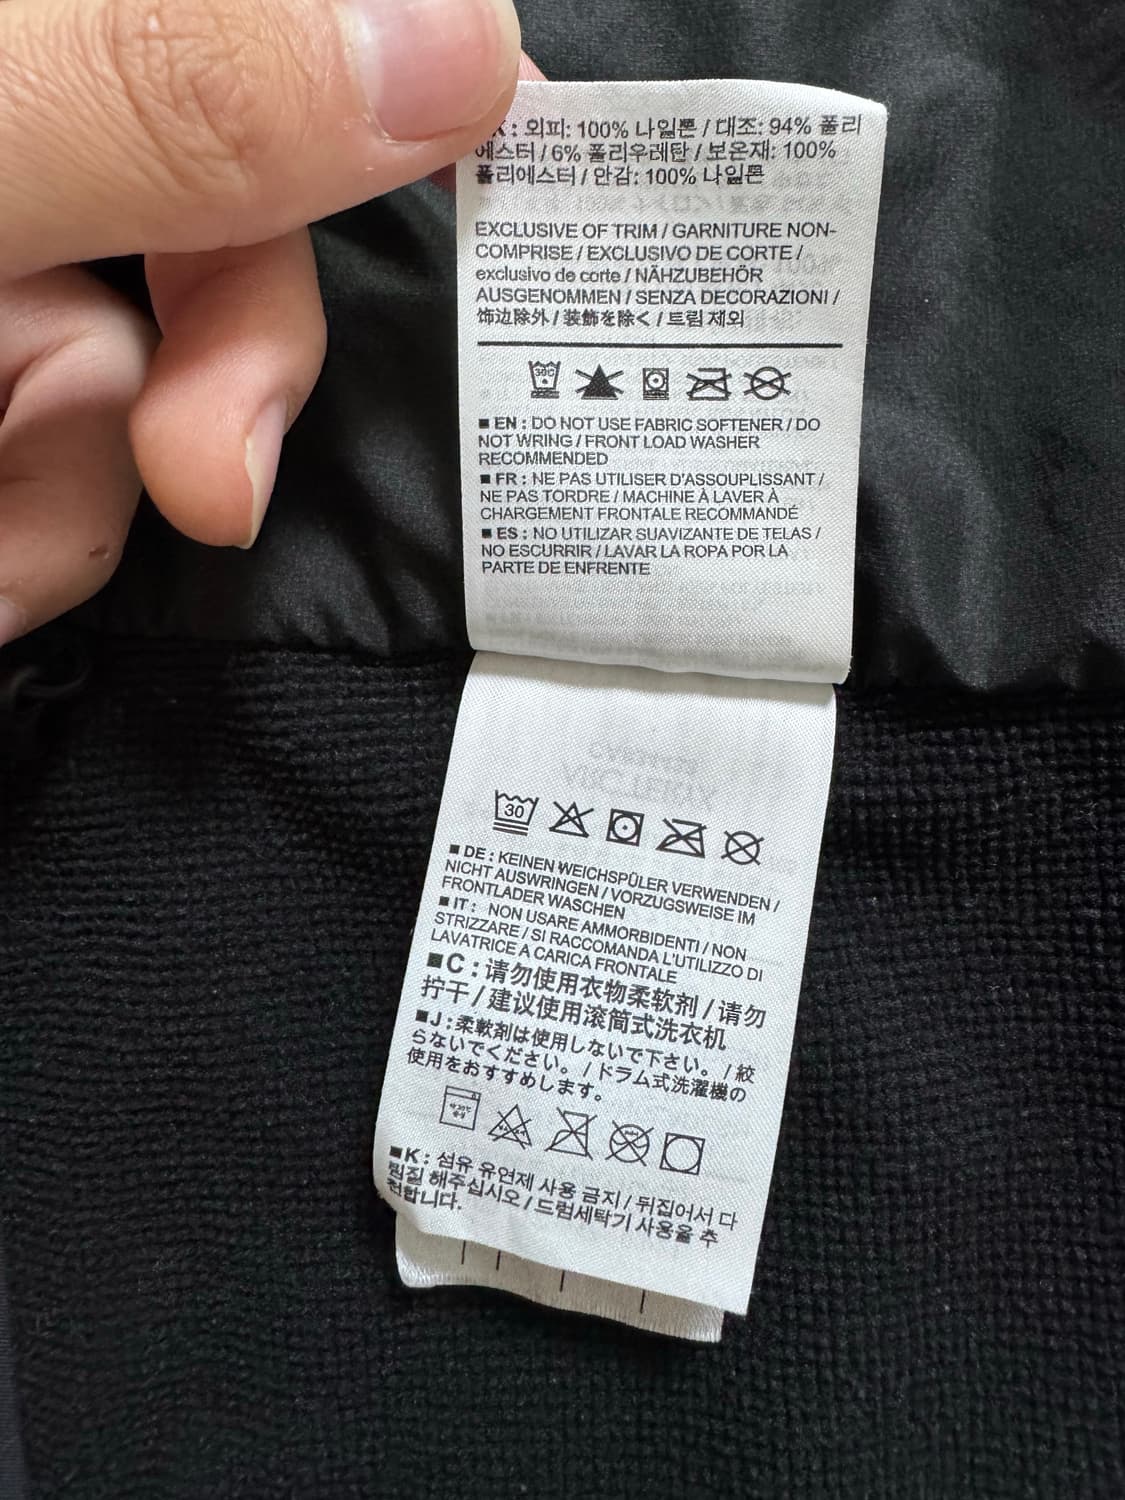 K : 외피: 100% 나일론 / 대조: 94% 폴리
에스터 / 6% 폴리우레탄 / 보온재: 100%
폴리에스터 / 안감: 100% 나일론
EXCLUSIVE OF TRIM / GARNITURE NON-
COMPRISE / EXCLUSIVO DE CORTE /
exclusivo de corte / NÄHZUBEHÖR
AUSGENOMMEN / SENZA DECORAZIONI /
饰边除外 / 装飾を除く / 트림 제외
30C
■ EN : DO NOT USE FABRIC SOFTENER / DO
NOT WRING / FRONT LOAD WASHER
RECOMMENDED
■ FR : NE PAS UTILISER D'ASSOUPLISSANT /
NE PAS TORDRE / MACHINE À LAVER À
CHARGEMENT FRONTALE RECOMMANDÉ
■ ES : NO UTILIZAR SUAVIZANTE DE TELAS /
NO ESCURRIR / LAVAR LA ROPA POR LA
PARTE DE ENFRENTE
30
■ DE : KEINEN WEICHSPÜLER VERWENDEN /
NICHT AUSWRINGEN / VORZUGSWEISE IM
FRONTLADER WASCHEN
■ IT : NON USARE AMMORBIDENTI / NON
STRIZZARE / SI RACCOMANDA L'UTILIZZO DI
LAVATRICE A CARICA FRONTALE
■C : 请勿使用衣物柔软剂 / 请勿
拧干 / 建议使用滚筒式洗衣机
■J : 柔軟剤は使用しないで下さい。 / 絞
らないでください。 / ドラム式洗濯機の
使用をおすすめします。
■K : 섬유 유연제 사용 금지 / 뒤집어서 다
림질 해주십시오 / 드럼세탁기 사용을 추
천합니다.